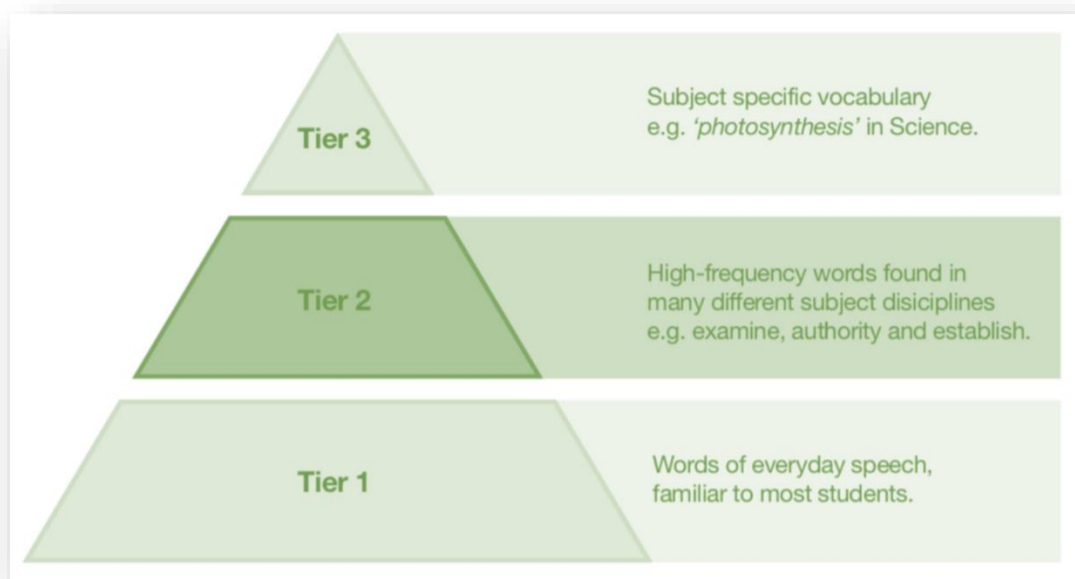 Tier 3
Subject specific vocabulary
e.g. 'photosynthesis' in Science.
Tier 2
High-frequency words found in
many different subject disiciplines
e.g. examine, authority and establish.
Tier 1
Words of everyday speech,
familiar to most students.